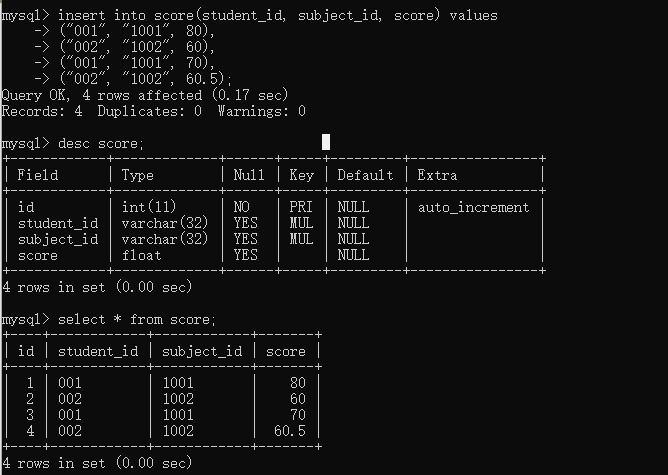 mysql> insert into score(student_id, subject_id, score) values
    -> ("001", "1001", 80),
    -> ("002", "1002", 60),
    -> ("001", "1001", 70),
    -> ("002", "1002", 60.5);
Query OK, 4 rows affected (0.17 sec)
Records: 4  Duplicates: 0  Warnings: 0
mysql> desc score;
+------------+-------------+------+-----+---------+----------------+
| Field      | Type        | Null | Key | Default | Extra          |
+------------+-------------+------+-----+---------+----------------+
| id         | int(11)     | NO   | PRI | NULL    | auto_increment |
| student_id | varchar(32) | YES  | MUL | NULL    |                |
| subject_id | varchar(32) | YES  | MUL | NULL    |                |
| score      | float       | YES  |     | NULL    |                |
+------------+-------------+------+-----+---------+----------------+
4 rows in set (0.00 sec)
mysql> select * from score;
+----+------------+------------+-------+
| id | student_id | subject_id | score |
+----+------------+------------+-------+
|  1 | 001        | 1001       |    80 |
|  2 | 002        | 1002       |    60 |
|  3 | 001        | 1001       |    70 |
|  4 | 002        | 1002       |  60.5 |
+----+------------+------------+-------+
4 rows in set (0.00 sec)